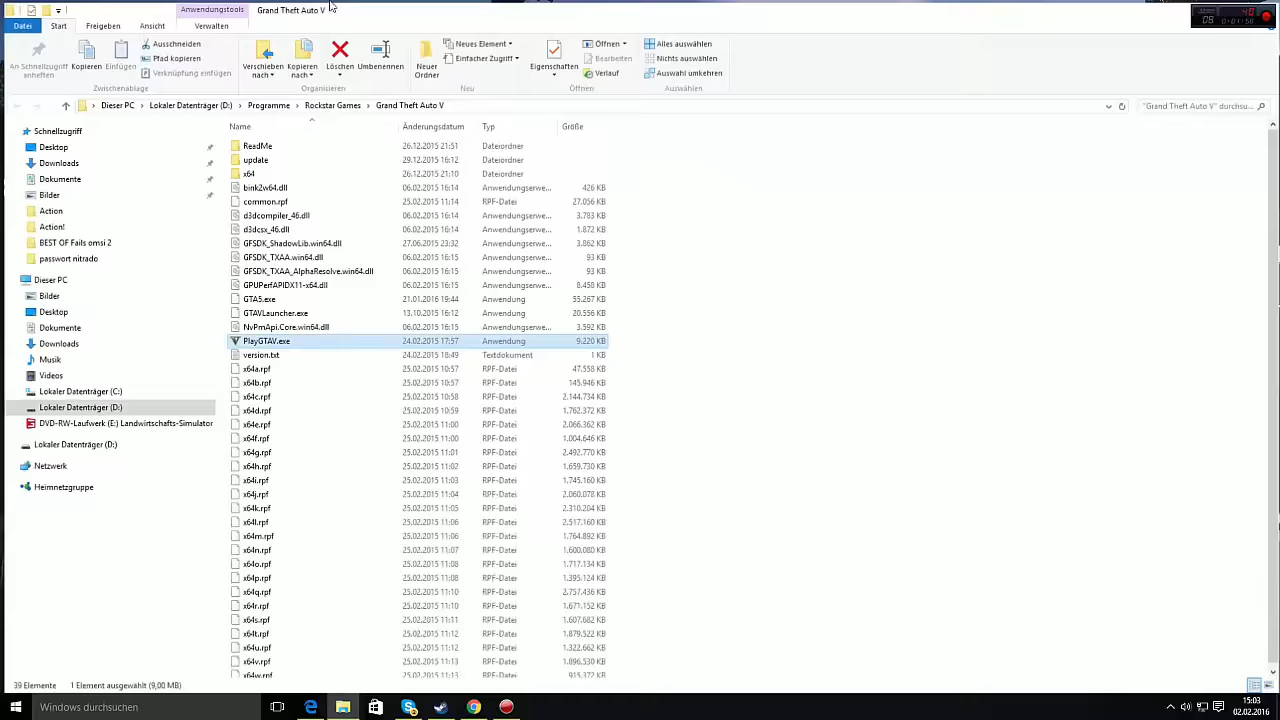 Anwendungstools Grand Theft Auto V
Datei Start Freigeben Ansicht Verwalten
An Schnellzugriff anheften
Kopieren
Einfügen
Ausschneiden
Pfad kopieren
Verknüpfung einfügen
Zwischenablage
Verschieben nach
Kopieren nach
Löschen
Umbenennen
Organisieren
Neuer Ordner
Neues Element
Einfacher Zugriff
Neu
Eigenschaften
Öffnen
Bearbeiten
Verlauf
Öffnen
Alles auswählen
Nichts auswählen
Auswahl umkehren
Auswählen
40
08 0:01:50
Dieser PC > Lokaler Datenträger (D:) > Programme > Rockstar Games > Grand Theft Auto V
"Grand Theft Auto V" durchsu...
Schnellzugriff
Desktop
Downloads
Dokumente
Bilder
Action
Action!
BEST OF Fails omsi 2
passwort nitrado
Dieser PC
Bilder
Desktop
Dokumente
Downloads
Musik
Videos
Lokaler Datenträger (C:)
Lokaler Datenträger (D:)
DVD-RW-Laufwerk (E:) Landwirtschafts-Simulator
Lokaler Datenträger (D:)
Netzwerk
Heimnetzgruppe
Name Änderungsdatum Typ Größe
ReadMe 26.12.2015 21:51 Dateiordner
update 29.12.2015 16:12 Dateiordner
x64 26.12.2015 21:10 Dateiordner
bink2w64.dll 06.02.2015 16:14 Anwendungserwe... 426 KB
common.rpf 25.02.2015 11:14 RPF-Datei 27.056 KB
d3dcompiler_46.dll 06.02.2015 16:14 Anwendungserwe... 3.783 KB
d3dcsx_46.dll 06.02.2015 16:14 Anwendungserwe... 1.872 KB
GFSDK_ShadowLib.win64.dll 27.06.2015 23:32 Anwendungserwe... 3.862 KB
GFSDK_TXAA.win64.dll 06.02.2015 16:15 Anwendungserwe... 93 KB
GFSDK_TXAA_AlphaResolve.win64.dll 06.02.2015 16:15 Anwendungserwe... 93 KB
GPUPerfAPIDX11-x64.dll 06.02.2015 16:15 Anwendungserwe... 8.458 KB
GTA5.exe 21.01.2016 19:44 Anwendung 55.267 KB
GTAVLauncher.exe 13.10.2015 16:12 Anwendung 20.556 KB
NvPmApi.Core.win64.dll 06.02.2015 16:15 Anwendungserwe... 3.592 KB
PlayGTAV.exe 24.02.2015 17:57 Anwendung 9.220 KB
version.txt 24.02.2015 18:49 Textdokument 1 KB
x64a.rpf 25.02.2015 10:57 RPF-Datei 47.558 KB
x64b.rpf 25.02.2015 10:57 RPF-Datei 145.946 KB
x64c.rpf 25.02.2015 10:58 RPF-Datei 2.144.734 KB
x64d.rpf 25.02.2015 10:59 RPF-Datei 1.762.372 KB
x64e.rpf 25.02.2015 11:00 RPF-Datei 2.066.362 KB
x64f.rpf 25.02.2015 11:00 RPF-Datei 1.004.646 KB
x64g.rpf 25.02.2015 11:01 RPF-Datei 2.492.770 KB
x64h.rpf 25.02.2015 11:02 RPF-Datei 1.659.730 KB
x64i.rpf 25.02.2015 11:03 RPF-Datei 1.745.160 KB
x64j.rpf 25.02.2015 11:04 RPF-Datei 2.060.078 KB
x64k.rpf 25.02.2015 11:05 RPF-Datei 2.310.204 KB
x64l.rpf 25.02.2015 11:06 RPF-Datei 2.517.160 KB
x64m.rpf 25.02.2015 11:06 RPF-Datei 1.594.892 KB
x64n.rpf 25.02.2015 11:07 RPF-Datei 1.600.080 KB
x64o.rpf 25.02.2015 11:08 RPF-Datei 1.717.134 KB
x64p.rpf 25.02.2015 11:08 RPF-Datei 1.395.124 KB
x64q.rpf 25.02.2015 11:10 RPF-Datei 2.757.436 KB
x64r.rpf 25.02.2015 11:10 RPF-Datei 1.671.152 KB
x64s.rpf 25.02.2015 11:11 RPF-Datei 1.607.682 KB
x64t.rpf 25.02.2015 11:12 RPF-Datei 1.879.522 KB
x64u.rpf 25.02.2015 11:12 RPF-Datei 1.322.662 KB
x64v.rpf 25.02.2015 11:13 RPF-Datei 1.896.530 KB
x64w.rpf 25.02.2015 11:13 RPF-Datei 915.372 KB
39 Elemente 1 Element ausgewählt (9,00 MB)
Windows durchsuchen
15:03
02.02.2016